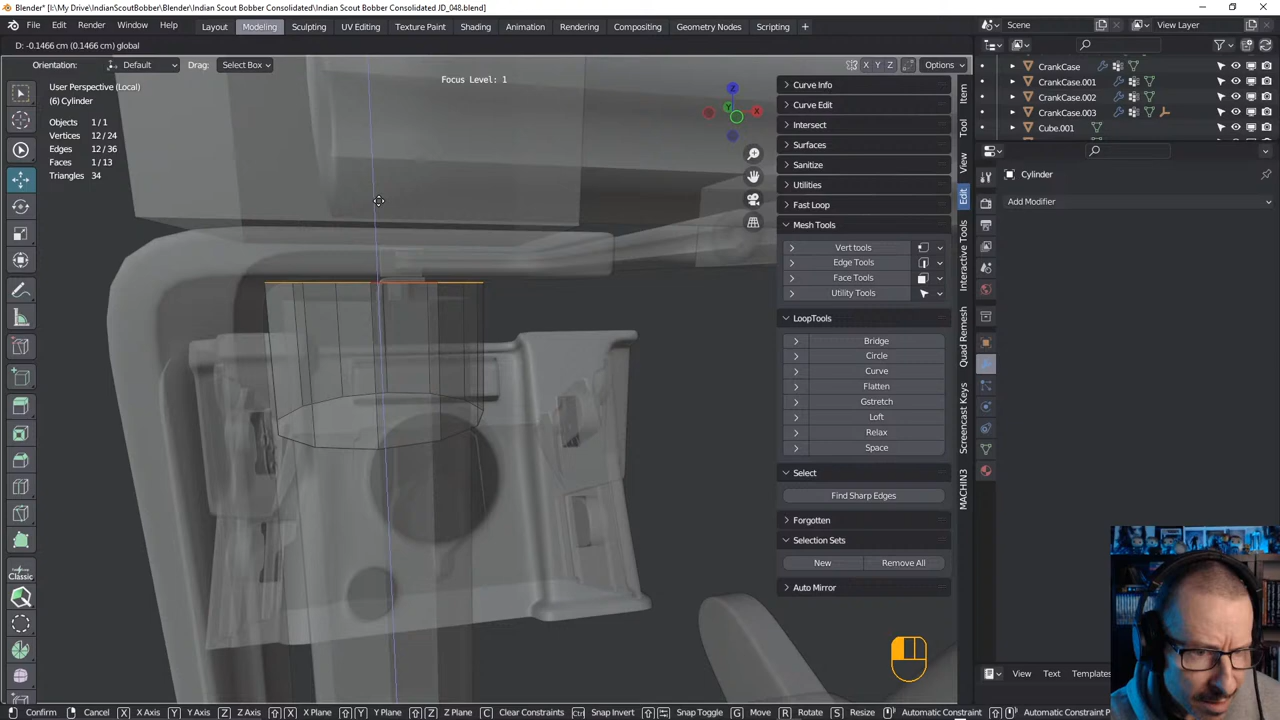 Blender* [I:\My Drive\IndianScoutBobber\Blender\Indian Scout Bobber Consolidated\Indian Scout Bobber Consolidated JD_048.blend]
File Edit Render Window Help
Layout Modeling Sculpting UV Editing Texture Paint Shading Animation Rendering Compositing Geometry Nodes Scripting +
Scene
View Layer
D: -0.1466 cm (0.1466 cm) global
Orientation: Default Drag: Select Box
X Y Z Options
User Perspective (Local)
(6) Cylinder
Objects 1/1
Vertices 12/24
Edges 12/36
Faces 1/13
Triangles 34
Focus Level: 1
Z
Y
X
Curve Info
Curve Edit
Intersect
Surfaces
Sanitize
Utilities
Fast Loop
Mesh Tools
Vert tools
Edge Tools
Face Tools
Utility Tools
LoopTools
Bridge
Circle
Curve
Flatten
Gstretch
Loft
Relax
Space
Select
Find Sharp Edges
Forgotten
Selection Sets
New Remove All
Auto Mirror
Item
Tool
View
Edit
Interactive Tools
Quad Remesh
Screencast Keys
MACHIN3
CrankCase
CrankCase.001
CrankCase.002
CrankCase.003
Cube.001
Cylinder
Add Modifier
View Select Templates
Classic
Confirm Cancel X X Axis Y Y Axis Z Z Axis X X Plane Y Y Plane Z Z Plane C Clear Constraints Ctrl Snap Invert Snap Toggle G Move R Rotate S Resize Automatic Constraint Automatic Constraint P